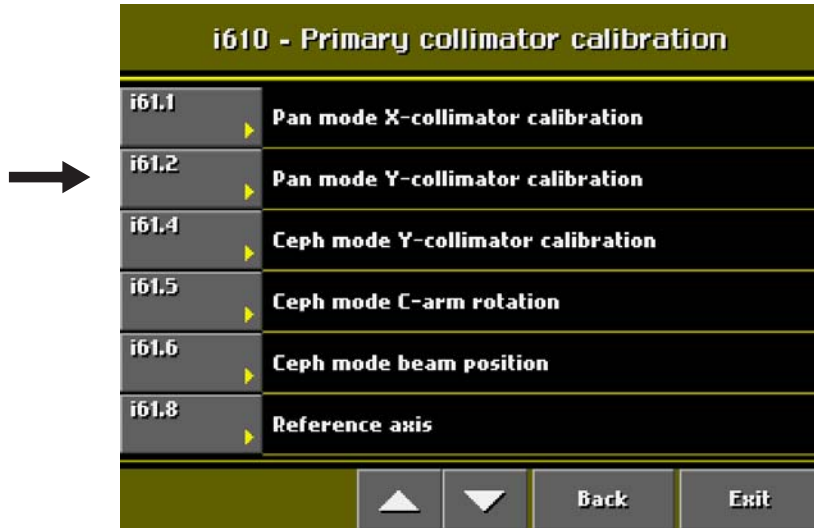 i610 - Primary collimator calibration
i61.1 Pan mode X-collimator calibration
i61.2 Pan mode Y-collimator calibration
i61.4 Ceph mode Y-collimator calibration
i61.5 Ceph mode C-arm rotation
i61.6 Ceph mode beam position
i61.8 Reference axis
Back Exit